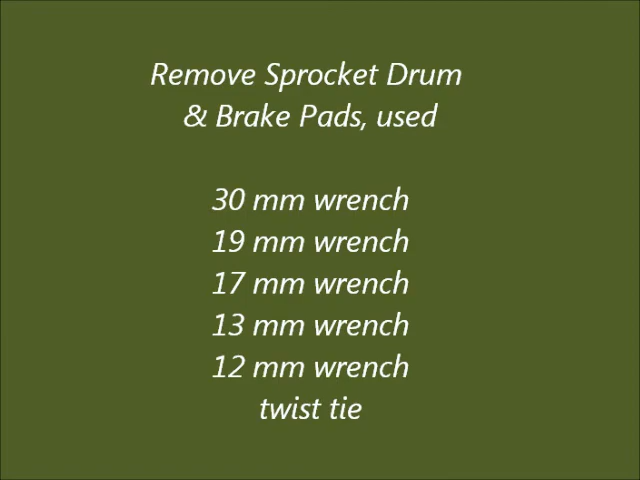 Remove Sprocket Drum
& Brake Pads, used
30 mm wrench
19 mm wrench
17 mm wrench
13 mm wrench
12 mm wrench
twist tie